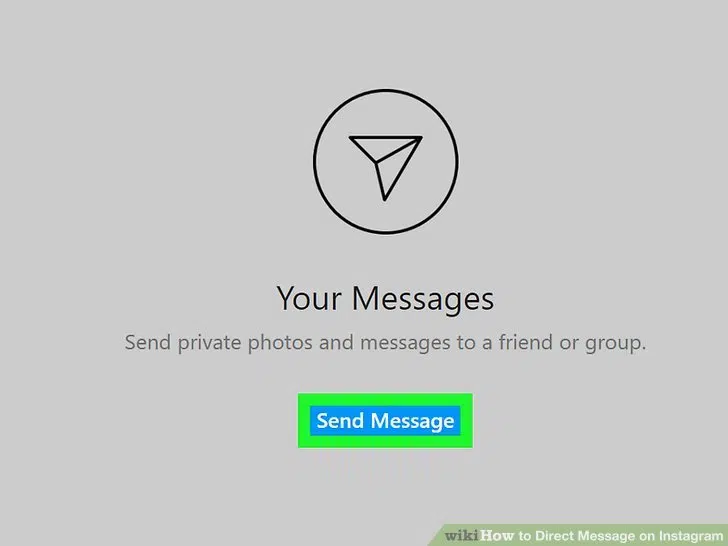 Your Messages
Send private photos and messages to a friend or group.
Send Message
wikiHow to Direct Message on Instagram